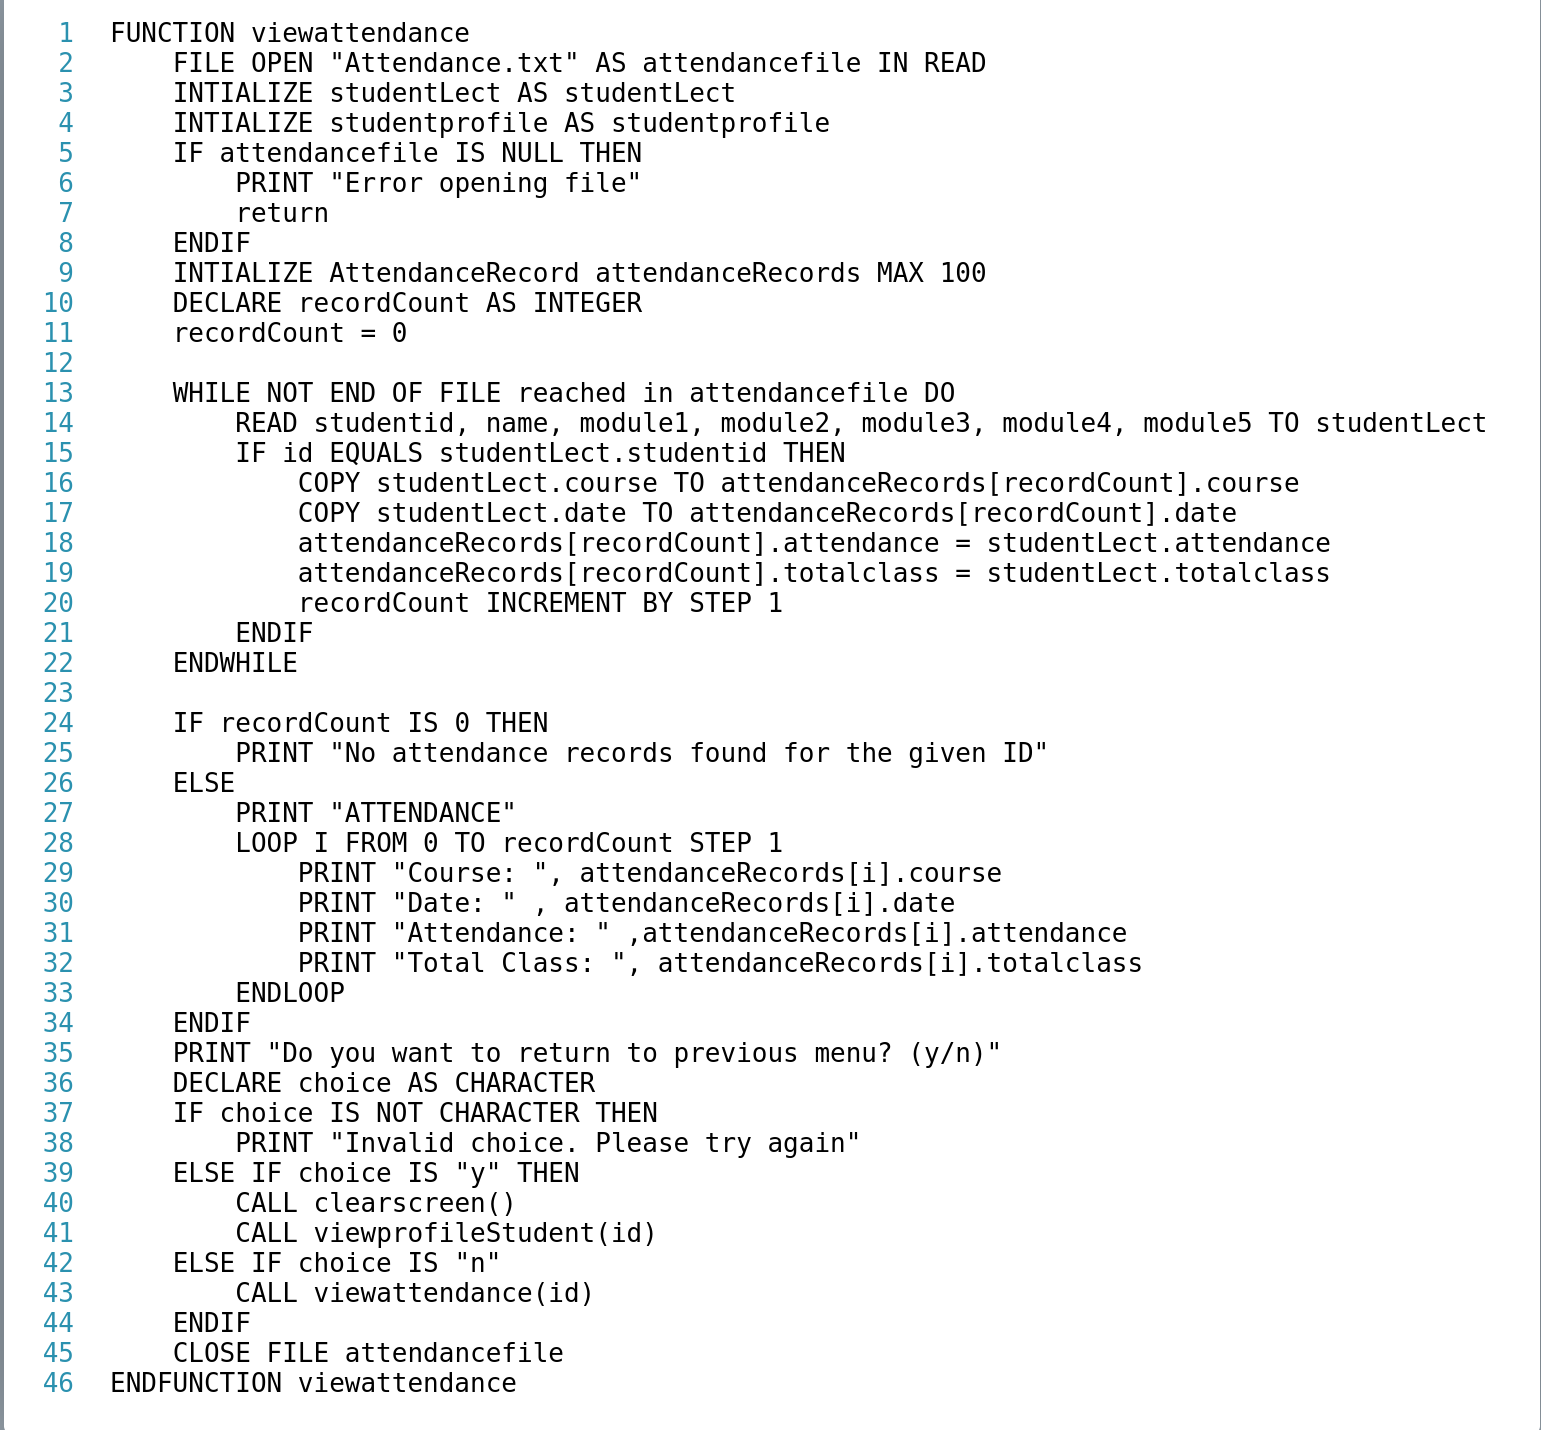 1 FUNCTION viewattendance
2     FILE OPEN "Attendance.txt" AS attendancefile IN READ
3     INTIALIZE studentLect AS studentLect
4     INTIALIZE studentprofile AS studentprofile
5     IF attendancefile IS NULL THEN
6         PRINT "Error opening file"
7         return
8     ENDIF
9     INTIALIZE AttendanceRecord attendanceRecords MAX 100
10     DECLARE recordCount AS INTEGER
11     recordCount = 0
12
13     WHILE NOT END OF FILE reached in attendancefile DO
14         READ studentid, name, module1, module2, module3, module4, module5 TO studentLect
15         IF id EQUALS studentLect.studentid THEN
16             COPY studentLect.course TO attendanceRecords[recordCount].course
17             COPY studentLect.date TO attendanceRecords[recordCount].date
18             attendanceRecords[recordCount].attendance = studentLect.attendance
19             attendanceRecords[recordCount].totalclass = studentLect.totalclass
20             recordCount INCREMENT BY STEP 1
21         ENDIF
22     ENDWHILE
23
24     IF recordCount IS 0 THEN
25         PRINT "No attendance records found for the given ID"
26     ELSE
27         PRINT "ATTENDANCE"
28         LOOP I FROM 0 TO recordCount STEP 1
29             PRINT "Course: ", attendanceRecords[i].course
30             PRINT "Date: " , attendanceRecords[i].date
31             PRINT "Attendance: " ,attendanceRecords[i].attendance
32             PRINT "Total Class: ", attendanceRecords[i].totalclass
33         ENDLOOP
34     ENDIF
35     PRINT "Do you want to return to previous menu? (y/n)"
36     DECLARE choice AS CHARACTER
37     IF choice IS NOT CHARACTER THEN
38         PRINT "Invalid choice. Please try again"
39     ELSE IF choice IS "y" THEN
40         CALL clearscreen()
41         CALL viewprofileStudent(id)
42     ELSE IF choice IS "n"
43         CALL viewattendance(id)
44     ENDIF
45     CLOSE FILE attendancefile
46 ENDFUNCTION viewattendance